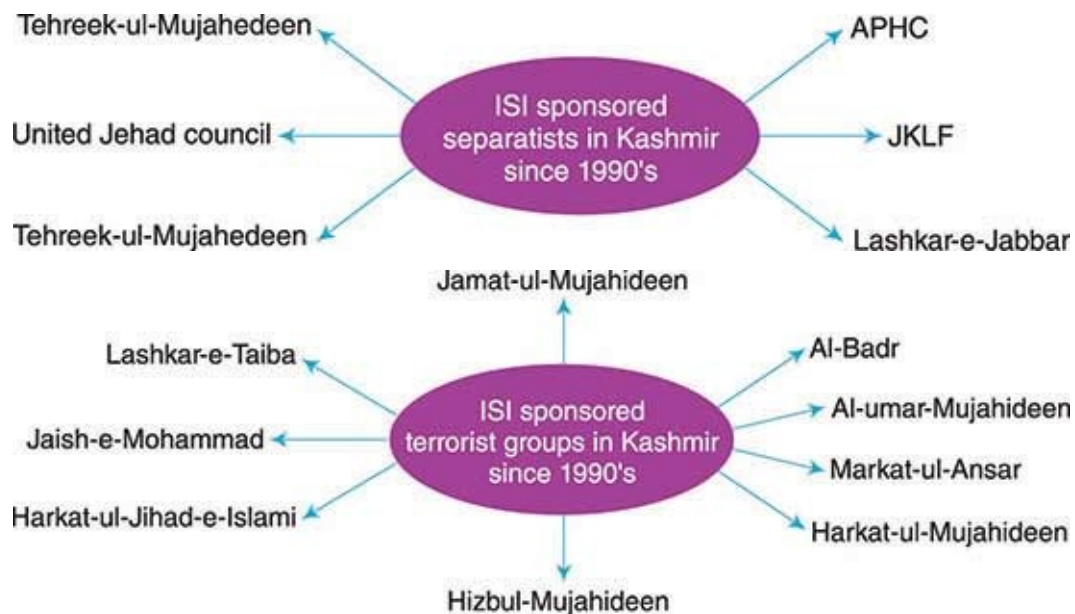 Tehreek-ul-Mujahedeen
APHC
ISI sponsored
separatists in Kashmir
since 1990's
United Jehad council
JKLF
Tehreek-ul-Mujahedeen
Lashkar-e-Jabbar
Jamat-ul-Mujahideen
Lashkar-e-Taiba
Al-Badr
ISI sponsored
terrorist groups in Kashmir
since 1990's
Al-umar-Mujahideen
Jaish-e-Mohammad
Markat-ul-Ansar
Harkat-ul-Jihad-e-Islami
Harkat-ul-Mujahideen
Hizbul-Mujahideen